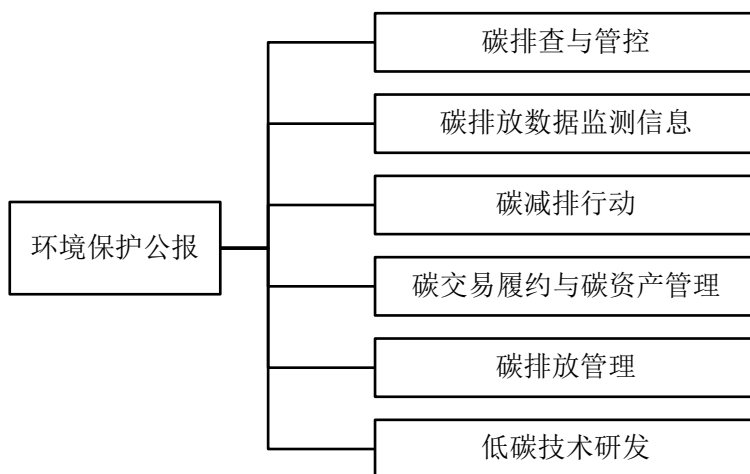 碳排查与管控
碳排放数据监测信息
碳减排行动
环境保护公报
碳交易履约与碳资产管理
碳排放管理
低碳技术研发